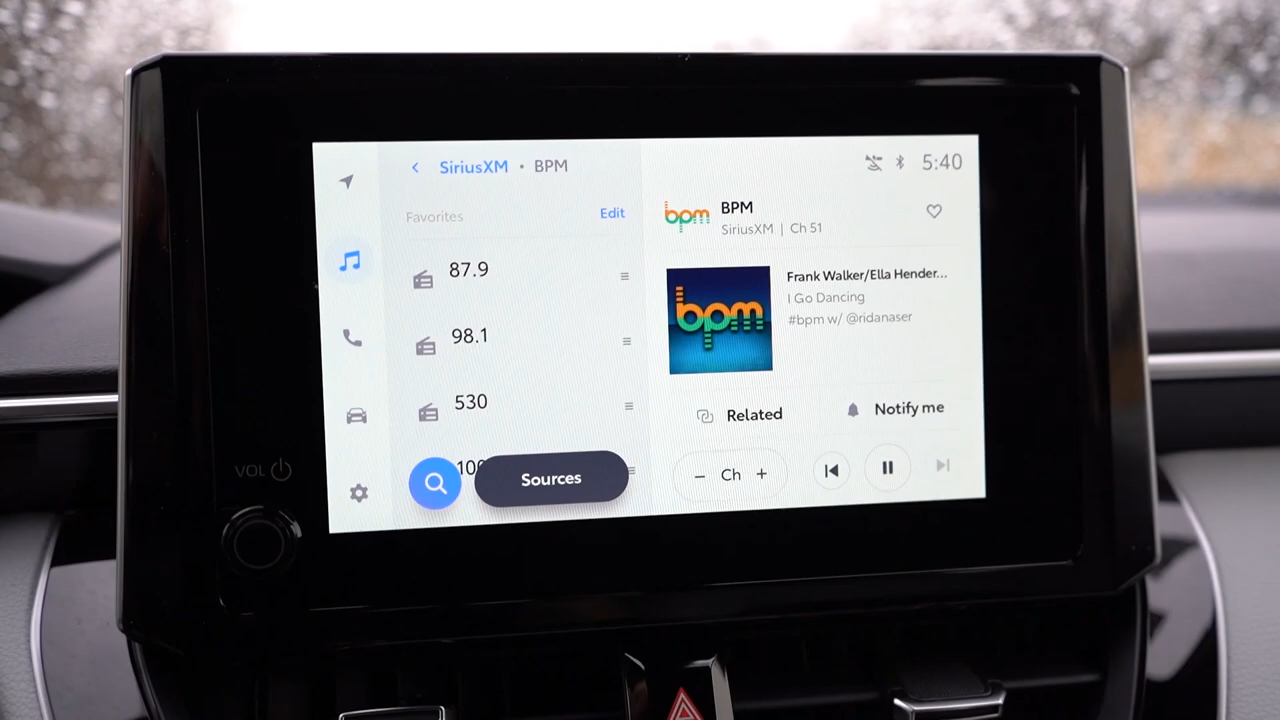 SiriusXM • BPM
5:40
Favorites
Edit
87.9
98.1
530
Sources
bpm
BPM
SiriusXM | Ch 51
bpm
Frank Walker/Ella Hender...
I Go Dancing
#bpm w/ @ridanaser
Related
Notify me
− Ch +
VOL